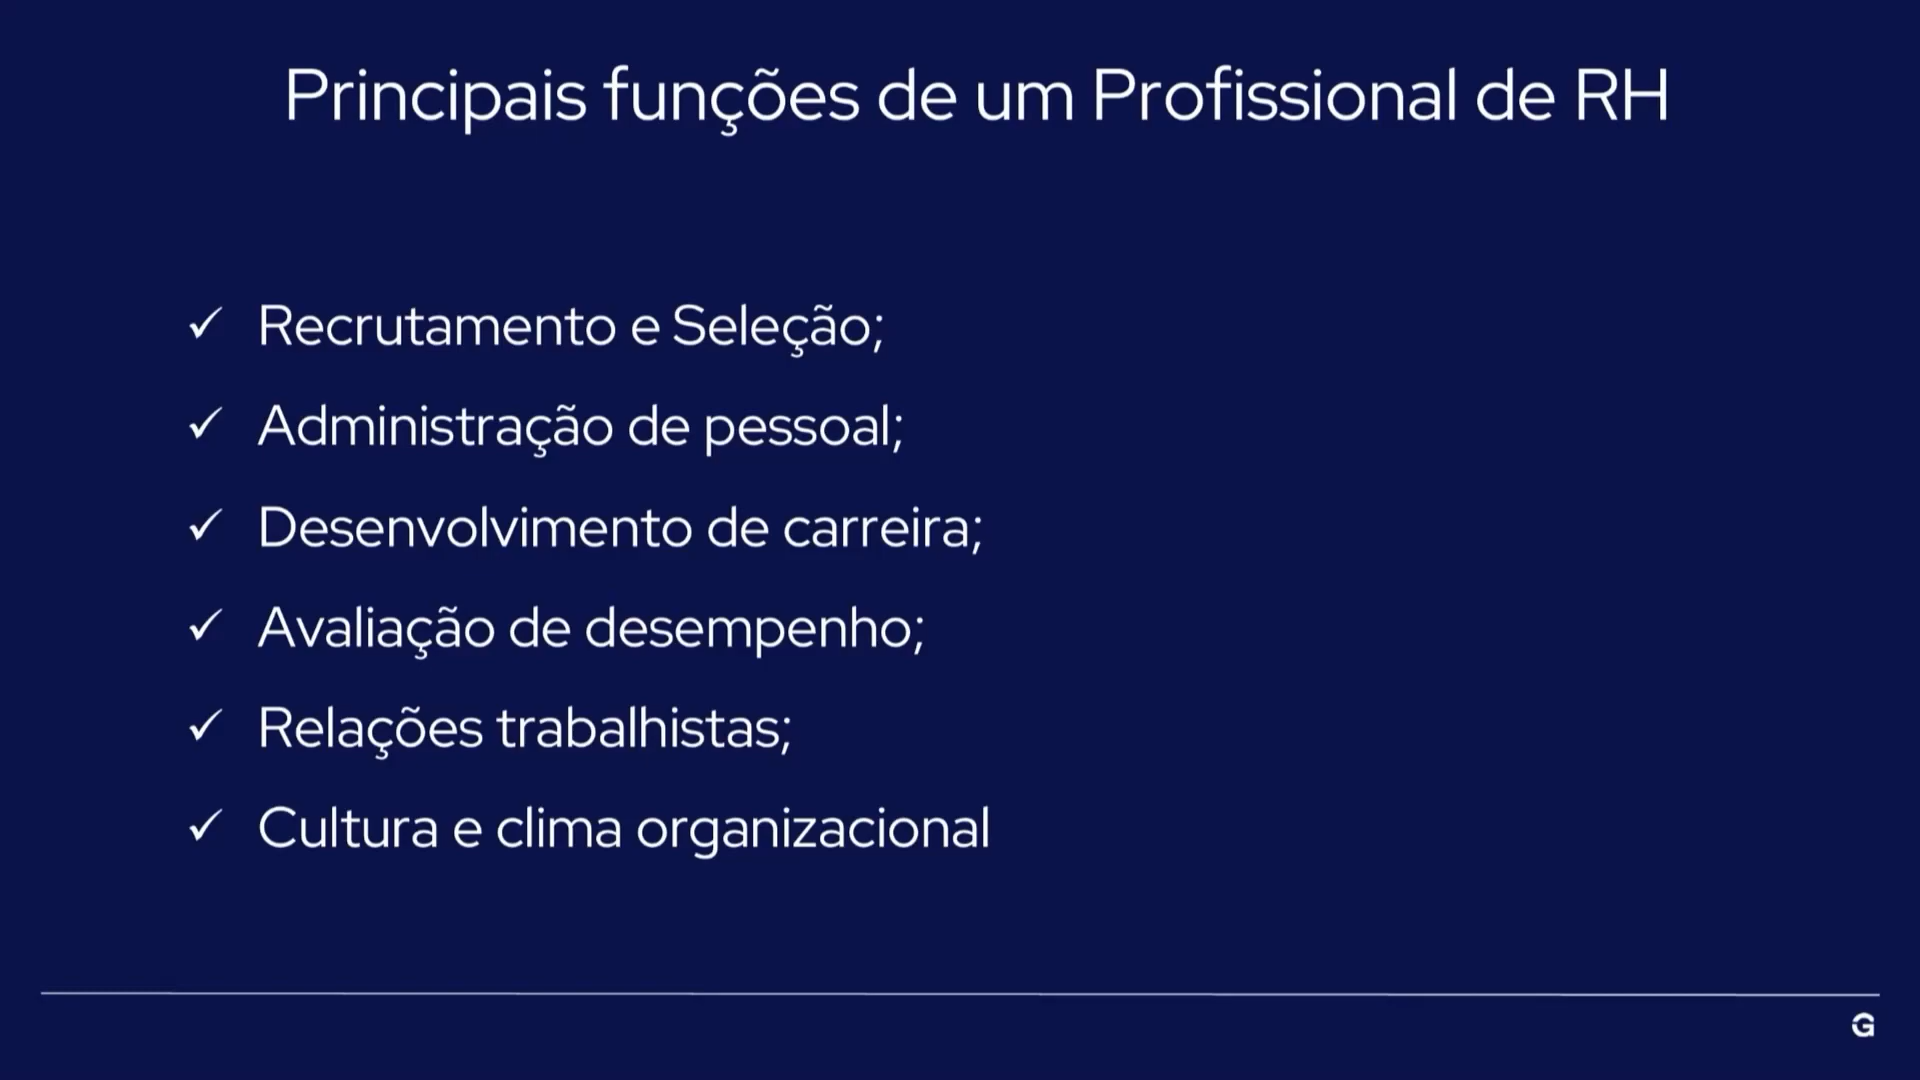 Principais funções de um Profissional de RH
✓ Recrutamento e Seleção;
✓ Administração de pessoal;
✓ Desenvolvimento de carreira;
✓ Avaliação de desempenho;
✓ Relações trabalhistas;
✓ Cultura e clima organizacional
G